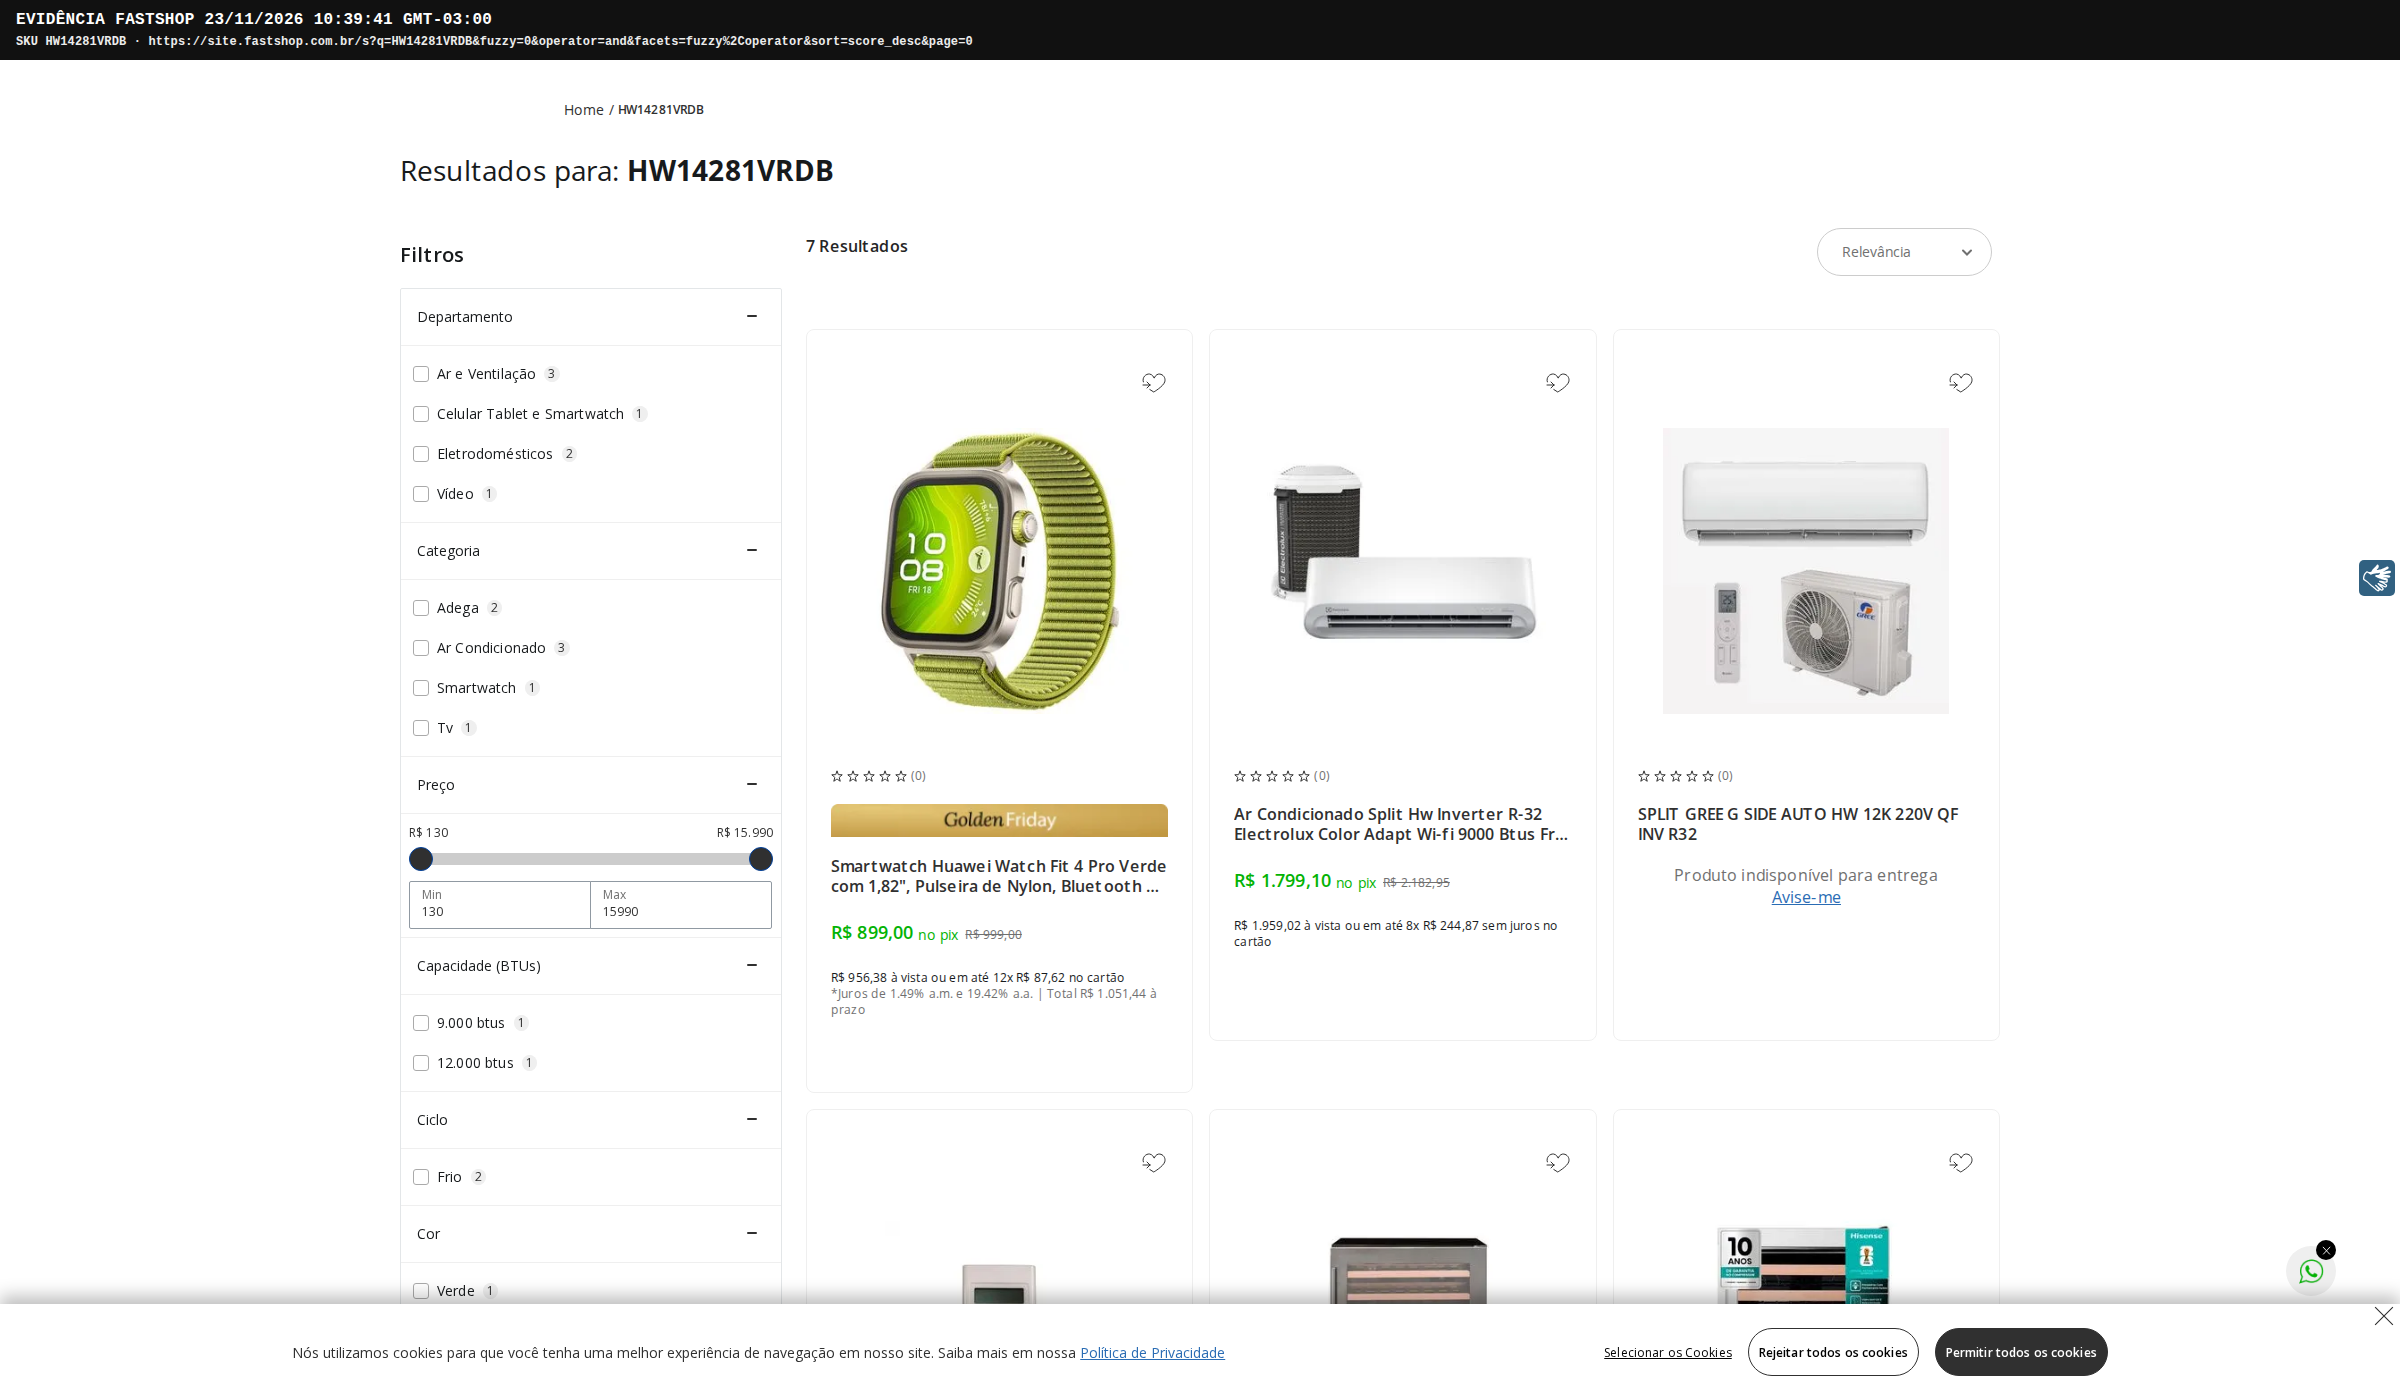 EVIDÊNCIA FASTSHOP 23/11/2026 10:39:41 GMT-03:00
SKU HW14281VRDB · https://site.fastshop.com.br/s?q=HW14281VRDB&fuzzy=0&operator=and&facets=fuzzy%2Coperator&sort=score_desc&page=0
Home / HW14281VRDB
Resultados para: HW14281VRDB
Filtros
7 Resultados
Relevância
Departamento
Ar e Ventilação 3
Celular Tablet e Smartwatch 1
Eletrodomésticos 2
Vídeo 1
Categoria
Adega 2
Ar Condicionado 3
Smartwatch 1
Tv 1
Preço
R$ 130 R$ 15.990
Min Max
130 15990
Capacidade (BTUs)
9.000 btus 1
12.000 btus 1
Ciclo
Frio 2
Cor
Verde 1
10
08
FRI 18
(0)
Golden Friday
Smartwatch Huawei Watch Fit 4 Pro Verde
com 1,82", Pulseira de Nylon, Bluetooth ...
R$ 899,00 no pix R$ 999,00
R$ 956,38 à vista ou em até 12x R$ 87,62 no cartão
*Juros de 1.49% a.m. e 19.42% a.a. | Total R$ 1.051,44 à
prazo
Electrolux
(0)
Ar Condicionado Split Hw Inverter R-32
Electrolux Color Adapt Wi-fi 9000 Btus Fr...
R$ 1.799,10 no pix R$ 2.182,95
R$ 1.959,02 à vista ou em até 8x R$ 244,87 sem juros no
cartão
GREE
(0)
SPLIT GREE G SIDE AUTO HW 12K 220V QF
INV R32
Produto indisponível para entrega
Avise-me
10
ANOS
Hisense
Nós utilizamos cookies para que você tenha uma melhor experiência de navegação em nosso site. Saiba mais em nossa Política de Privacidade
Selecionar os Cookies
Rejeitar todos os cookies
Permitir todos os cookies